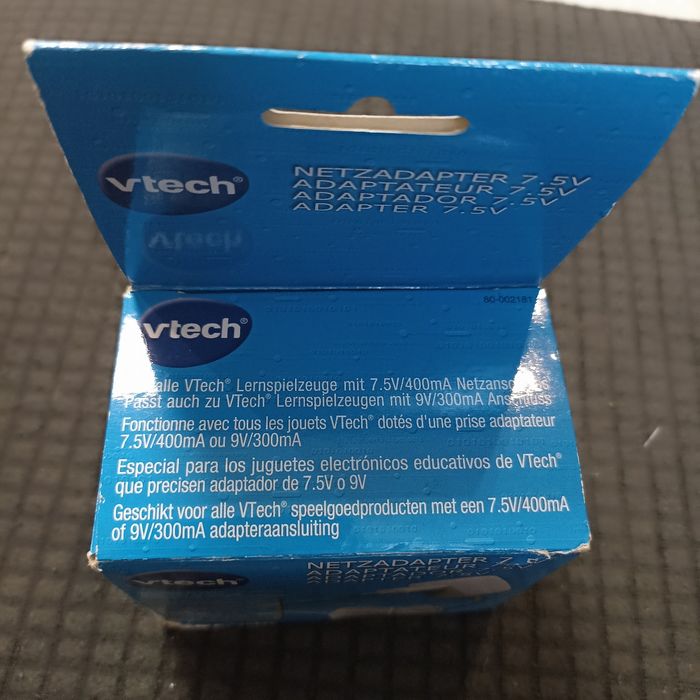 vtech®
NETZADAPTER 7.5V
ADAPTATEUR 7.5V
ADAPTADOR 7.5V
ADAPTER 7.5V
80-002181
vtech®
alle VTech® Lernspielzeuge mit 7.5V/400mA
Passt auch zu VTech® Lernspielzeugen mit 9V/300mA Anschluss
Fonctionne avec tous les jouets VTech® dotés d'une prise adaptateur
7.5V/400mA ou 9V/300mA
Especial para los juguetes electrónicos educativos de VTech®
que precisen adaptador de 7.5V o 9V
Geschikt voor alle VTech® speelgoedproducten met een 7.5V/400mA
of 9V/300mA adapteraansluiting
vtech®
NETZADAPTER
ADAPTATEUR